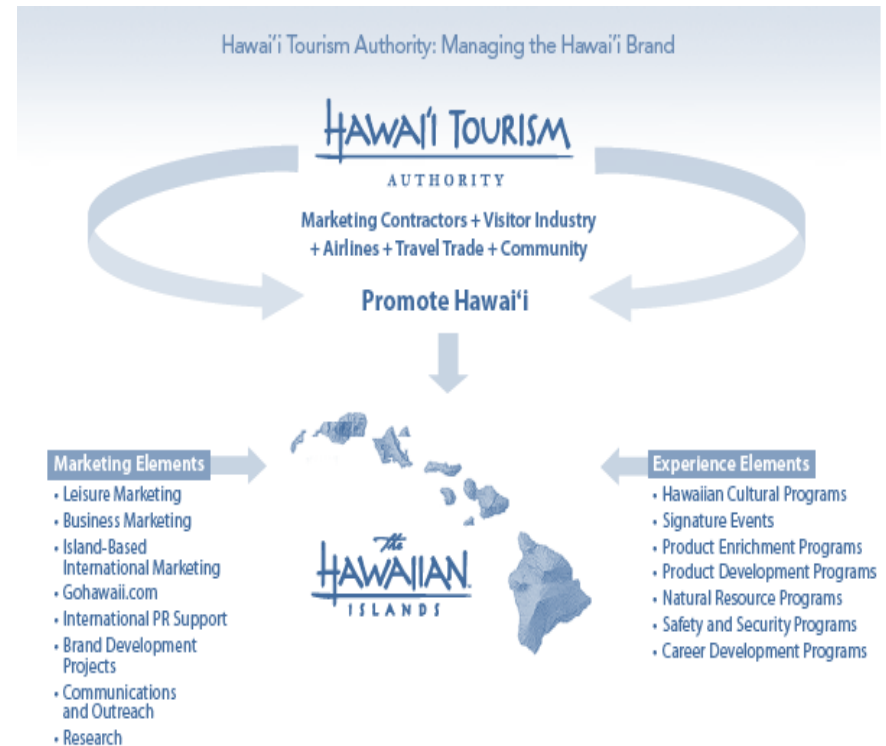 Hawai‘i Tourism Authority: Managing the Hawai‘i Brand
HAWAI‘I TOURISM
AUTHORITY
Marketing Contractors + Visitor Industry
+ Airlines + Travel Trade + Community
Promote Hawai‘i
Marketing Elements
• Leisure Marketing
• Business Marketing
• Island-Based
International Marketing
• Gohawaii.com
• International PR Support
• Brand Development
Projects
• Communications
and Outreach
• Research
The
HAWAIIAN
ISLANDS
Experience Elements
• Hawaiian Cultural Programs
• Signature Events
• Product Enrichment Programs
• Product Development Programs
• Natural Resource Programs
• Safety and Security Programs
• Career Development Programs